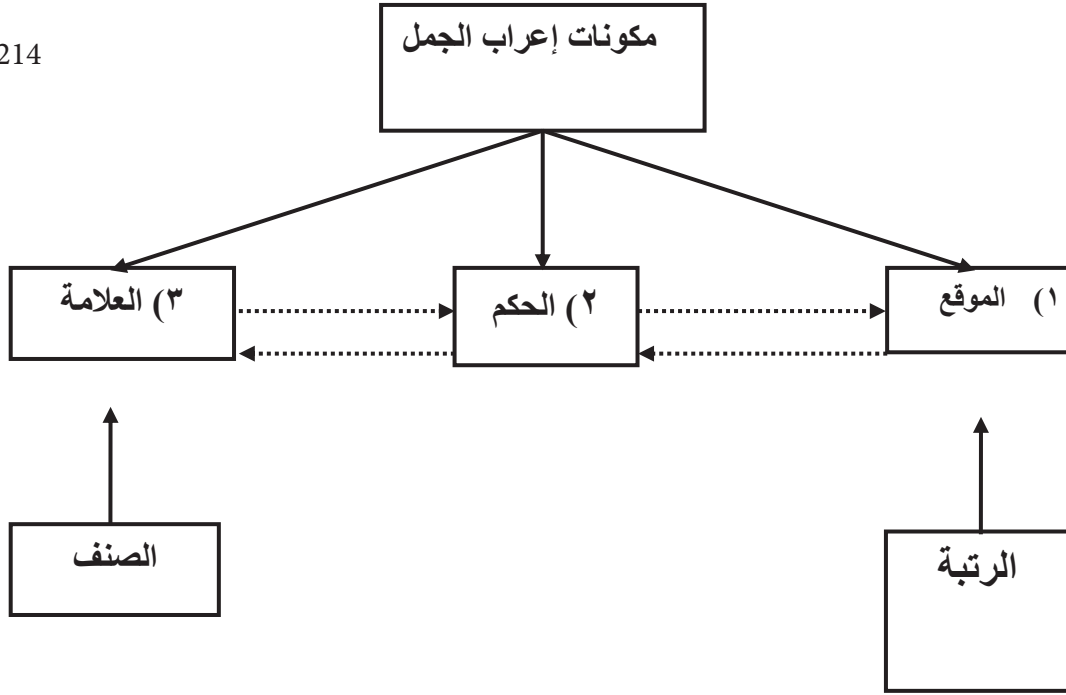 214
مكونات إعراب الجمل
١) الموقع
٢) الحكم
٣) العلامة
الرتبة
الصنف